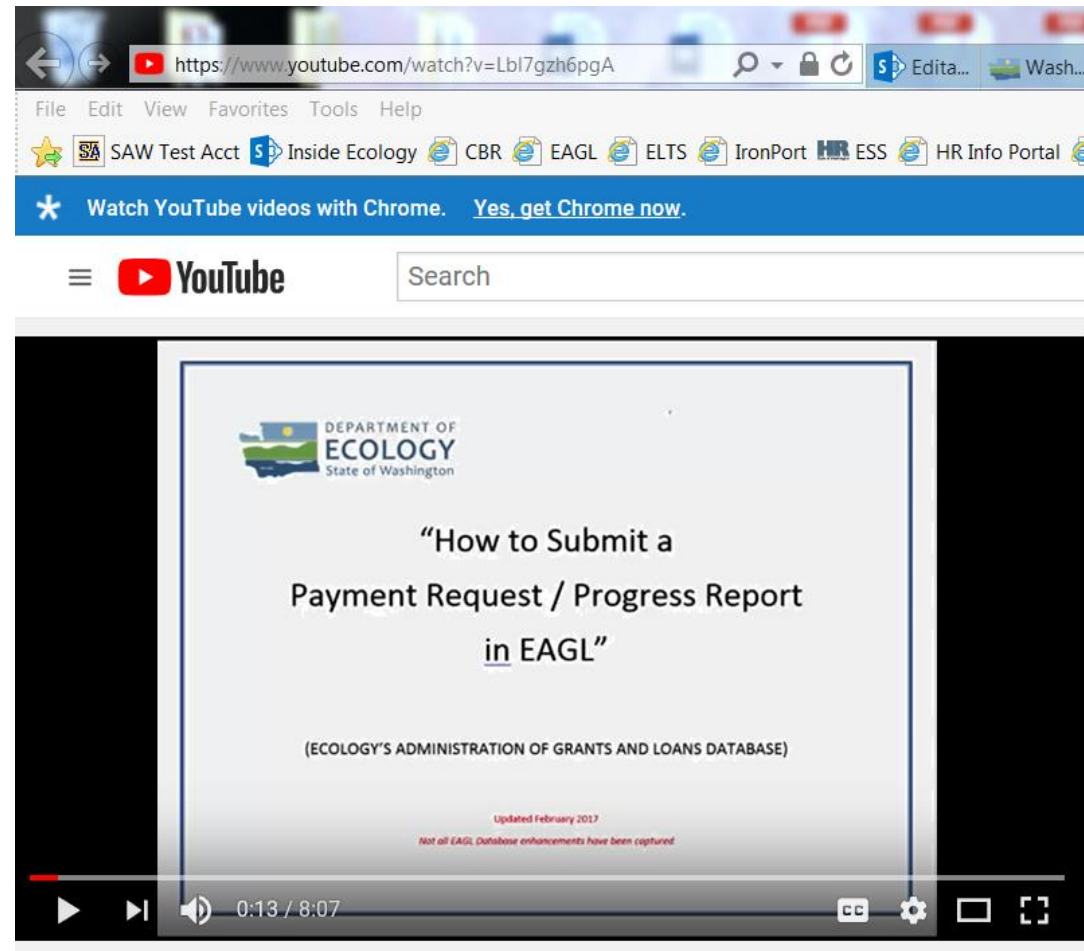 https://www.youtube.com/watch?v=LbI7gzh6pgA
Edita...
Wash...
File Edit View Favorites Tools Help
SAW Test Acct Inside Ecology CBR EAGL ELTS IronPort HR ESS HR Info Portal
Watch YouTube videos with Chrome. Yes, get Chrome now.
YouTube
Search
DEPARTMENT OF
ECOLOGY
State of Washington
“How to Submit a
Payment Request / Progress Report
in EAGL”
(ECOLOGY'S ADMINISTRATION OF GRANTS AND LOANS DATABASE)
Updated February 2017
Not all EAGL Database enhancements have been captured
0:13 / 8:07
CC